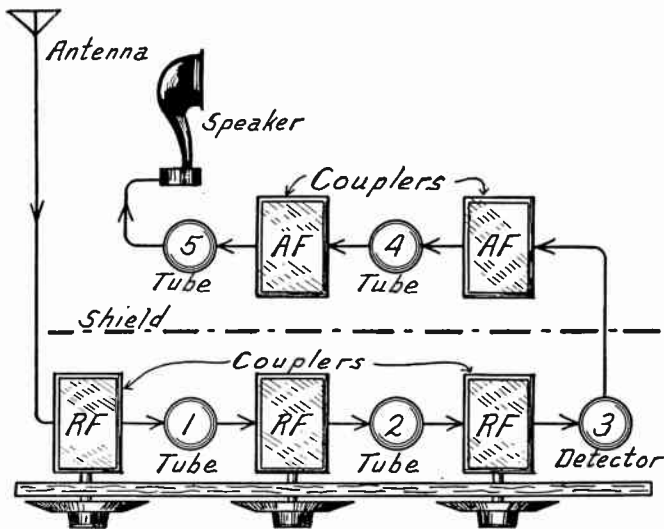 Antenna
Speaker
Couplers
5
AF
4
AF
Tube
Tube
Shield
Couplers
RF
1
RF
2
RF
3
Tube
Tube
Detector